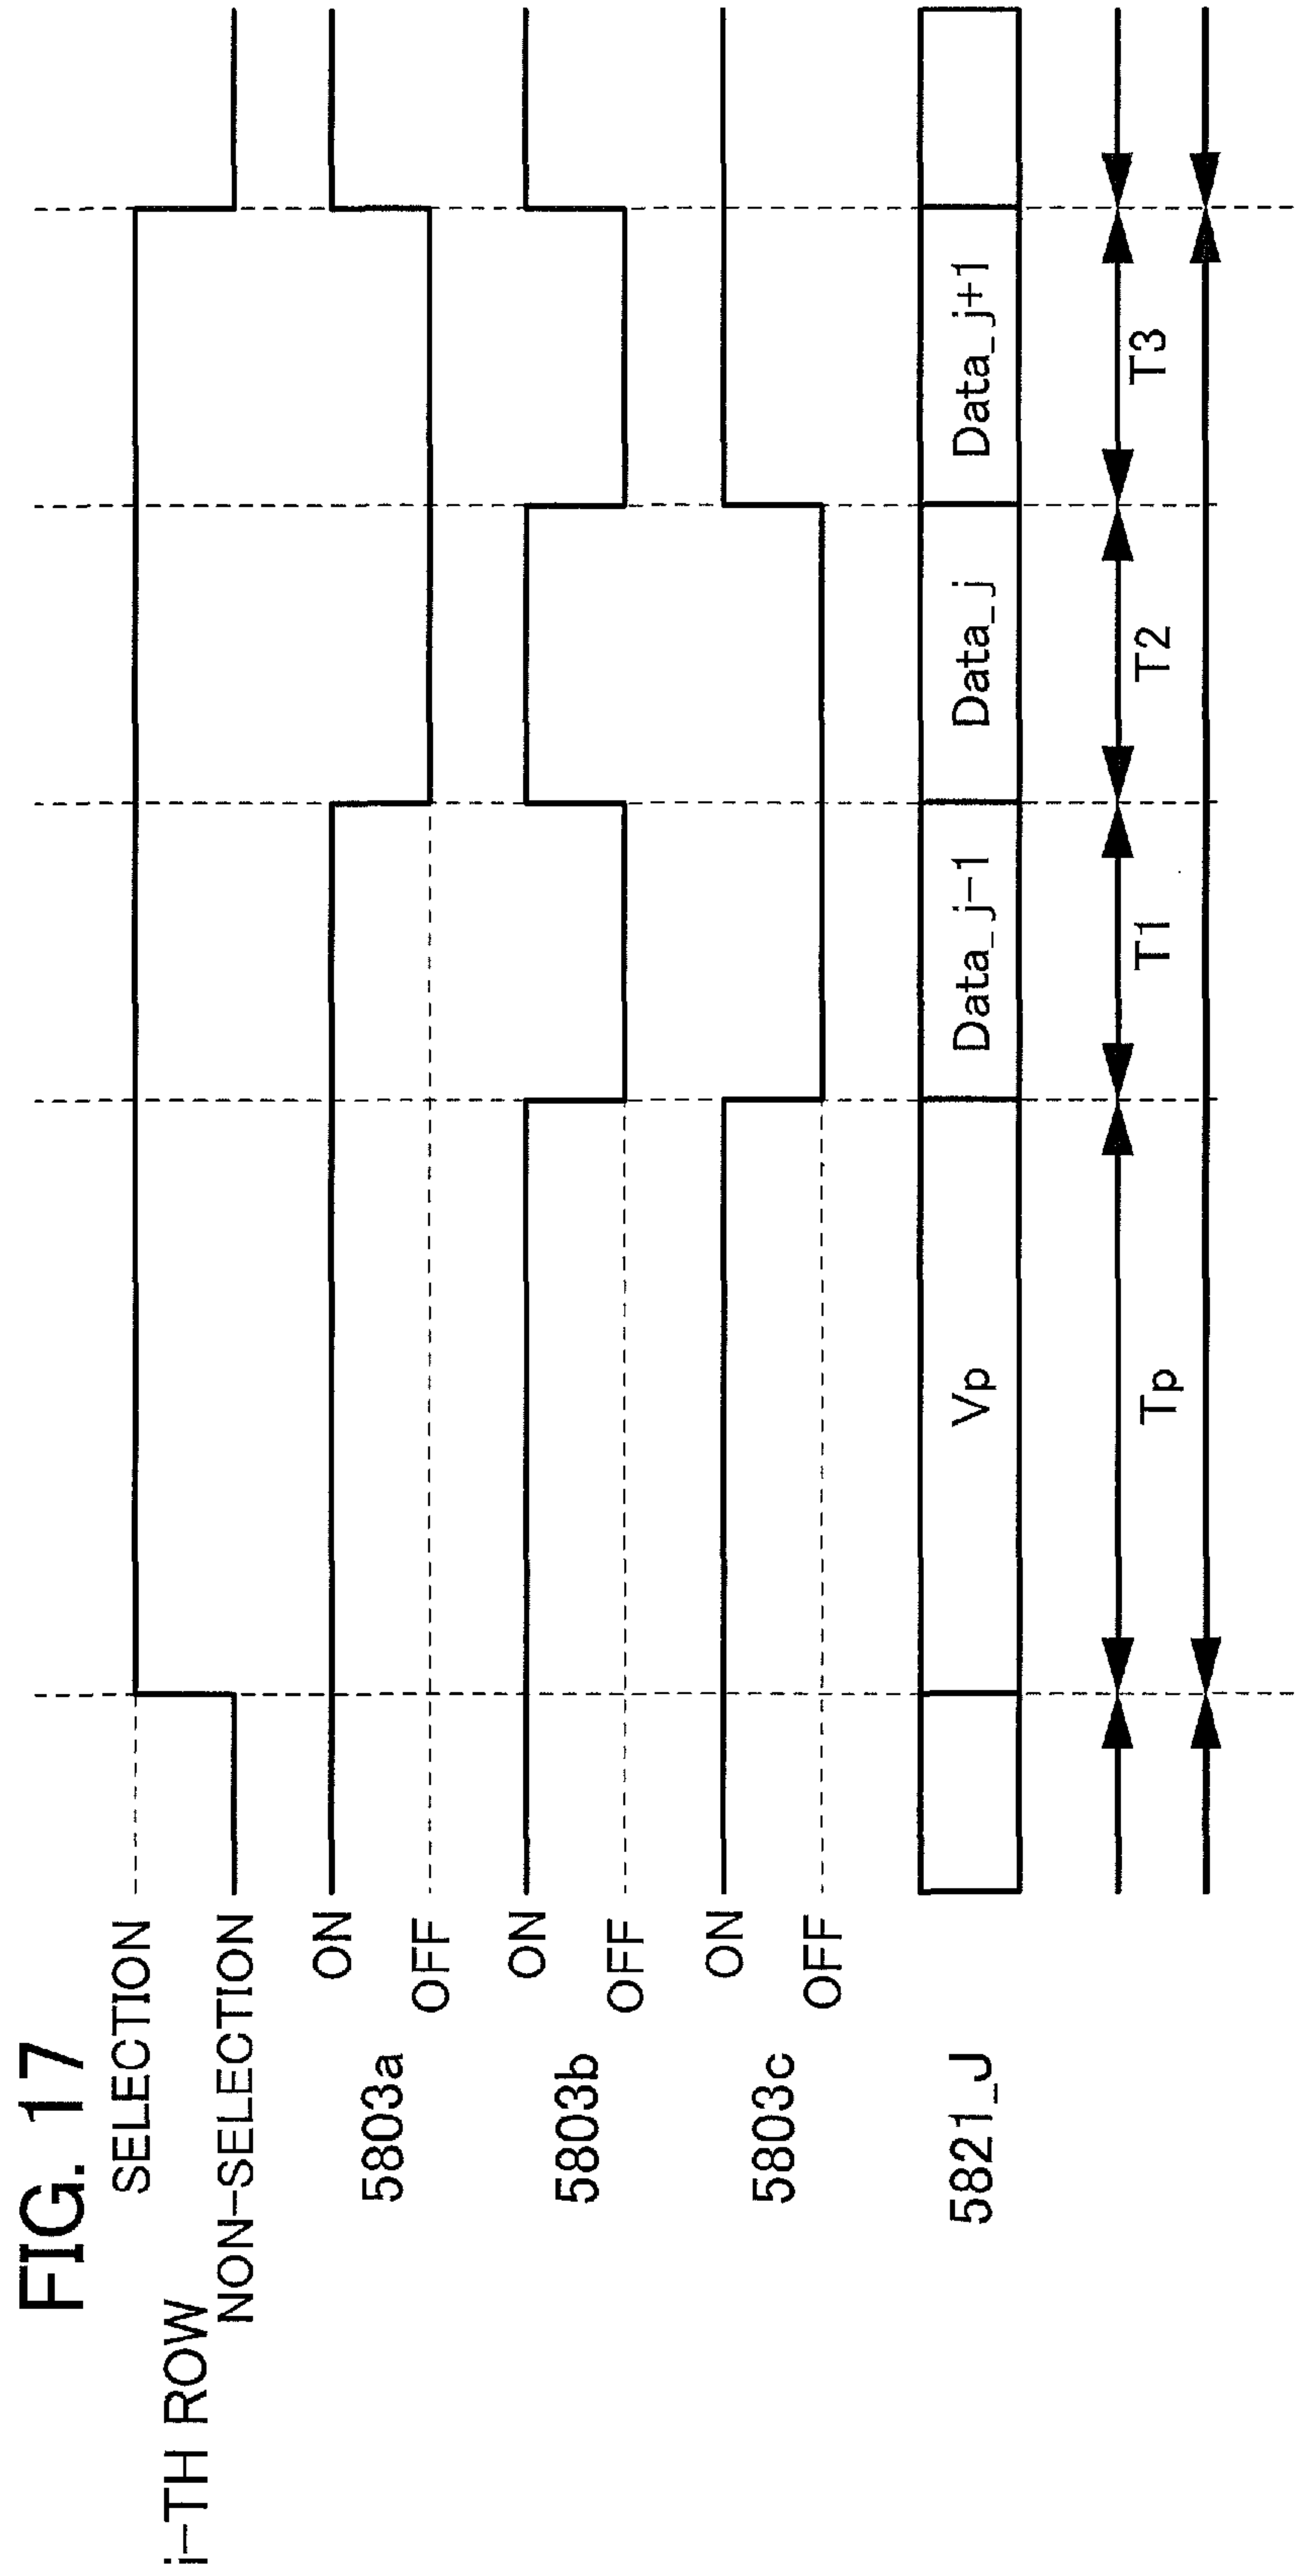 FIG. 17
SELECTION
i-TH ROW
NON-SELECTION
ON
5803a
OFF
ON
5803b
OFF
ON
5803c
OFF
5821_J
Vp
Data_j-1
Data_j
Data_j+1
Tp
T1
T2
T3